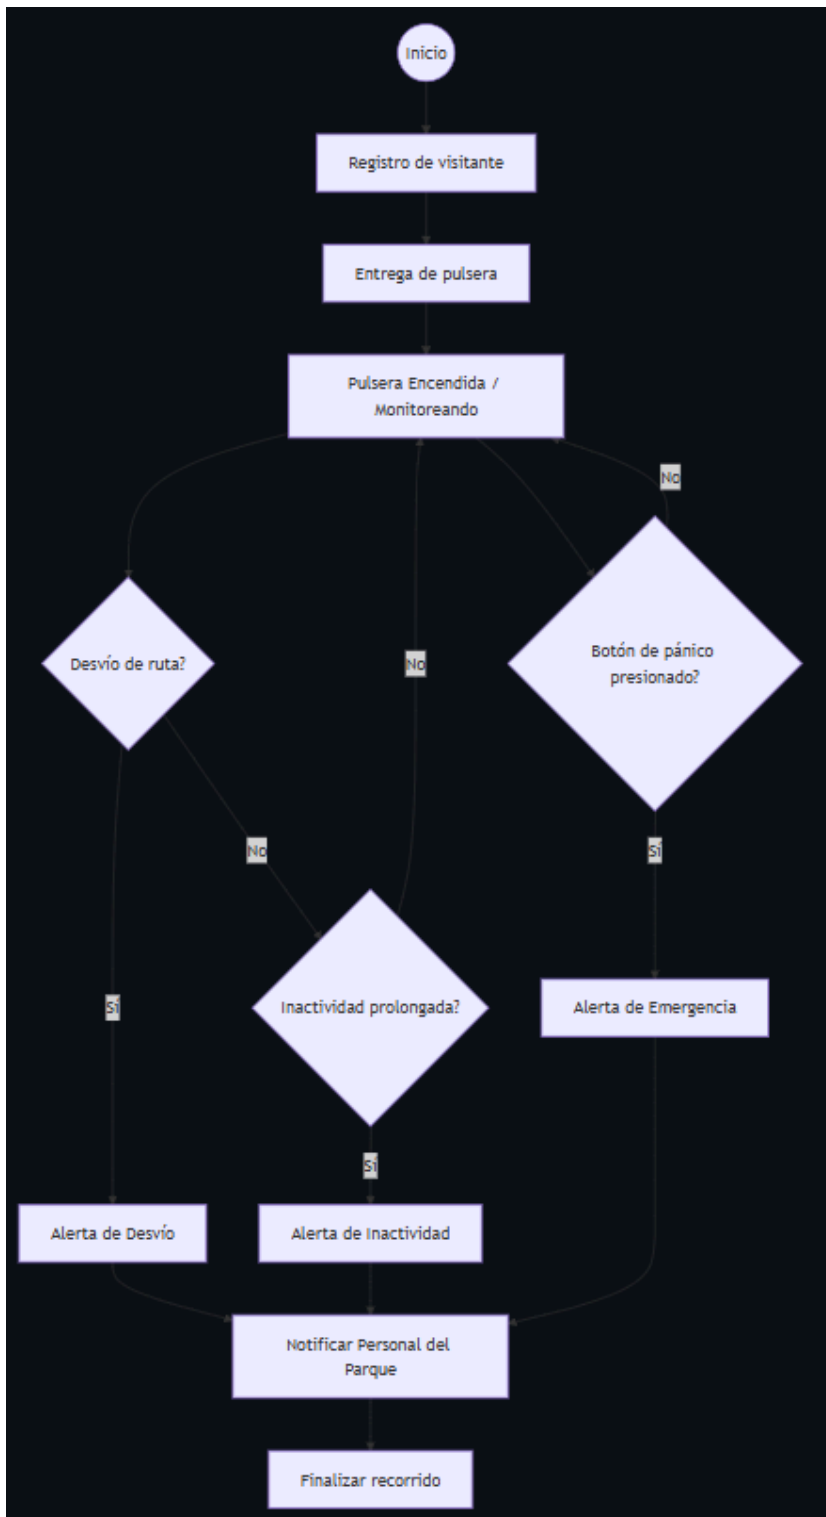 Inicio
Registro de visitante
Entrega de pulsera
Pulsera Encendida /
Monitoreando
No
Desvío de ruta?
No
Botón de pánico
presionado?
No
Sí
Sí
Inactividad prolongada?
Alerta de Emergencia
Sí
Alerta de Desvío
Alerta de Inactividad
Notificar Personal del
Parque
Finalizar recorrido